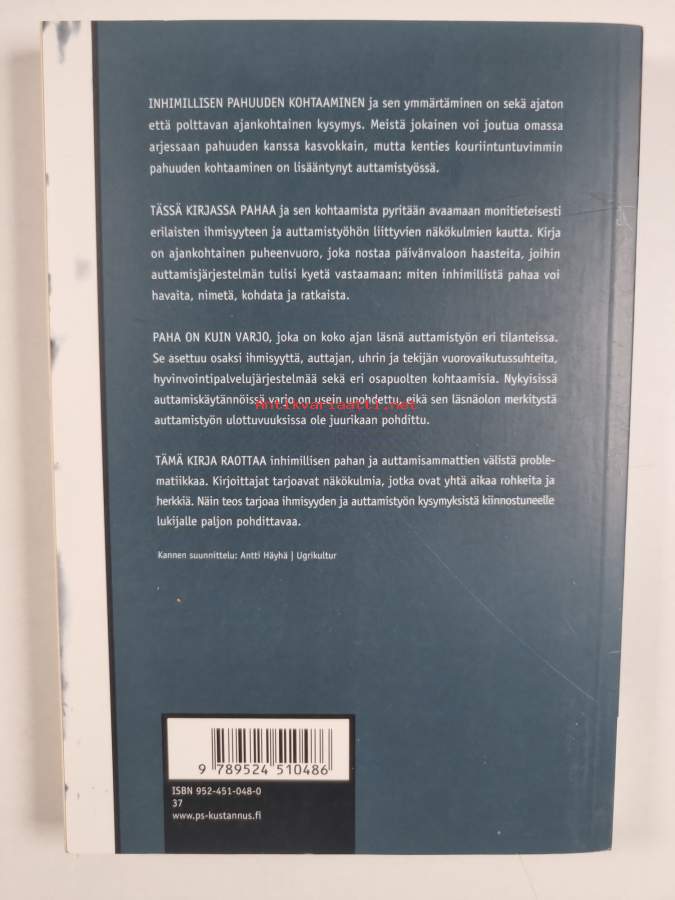 INHIMILLISEN PAHUUDEN KOHTAAMINEN ja sen ymmärtäminen on sekä ajaton
että polttavan ajankohtainen kysymys. Meistä jokainen voi joutua omassa
arjessaan pahuuden kanssa kasvokkain, mutta kenties kouriintuntuvimmin
pahuuden kohtaaminen on lisääntynyt auttamistyössä.
TÄSSÄ KIRJASSA PAHAA ja sen kohtaamista pyritään avaamaan monitieteisesti
erilaisten ihmisyyteen ja auttamistyöhön liittyvien näkökulmien kautta. Kirja
on ajankohtainen puheenvuoro, joka nostaa päivänvaloon haasteita, joihin
auttamisjärjestelmän tulisi kyetä vastaamaan: miten inhimillistä pahaa voi
havaita, nimetä, kohdata ja ratkaista.
PAHA ON KUIN VARJO, joka on koko ajan läsnä auttamistyön eri tilanteissa.
Se asettuu osaksi ihmisyyttä, auttajan, uhrin ja tekijän vuorovaikutussuhteita,
hyvinvointipalvelujärjestelmää sekä eri osapuolten kohtaamisia. Nykyisissä
auttamiskäytännöissä varjo on usein unohdettu, eikä sen läsnäolon merkitystä
Antikvariaatti.net
auttamistyön ulottuvuuksissa ole juurikaan pohdittu.
TÄMÄ KIRJA RAOTTAA inhimillisen pahan ja auttamisammattien välistä proble-
matiikkaa. Kirjoittajat tarjoavat näkökulmia, jotka ovat yhtä aikaa rohkeita ja
herkkiä. Näin teos tarjoaa ihmisyyden ja auttamistyön kysymyksistä kiinnostuneelle
lukijalle paljon pohdittavaa.
Kannen suunnittelu: Antti Häyhä | Ugrikultur
9 789524 510486
ISBN 952-451-048-0
37
www.ps-kustannus.fi